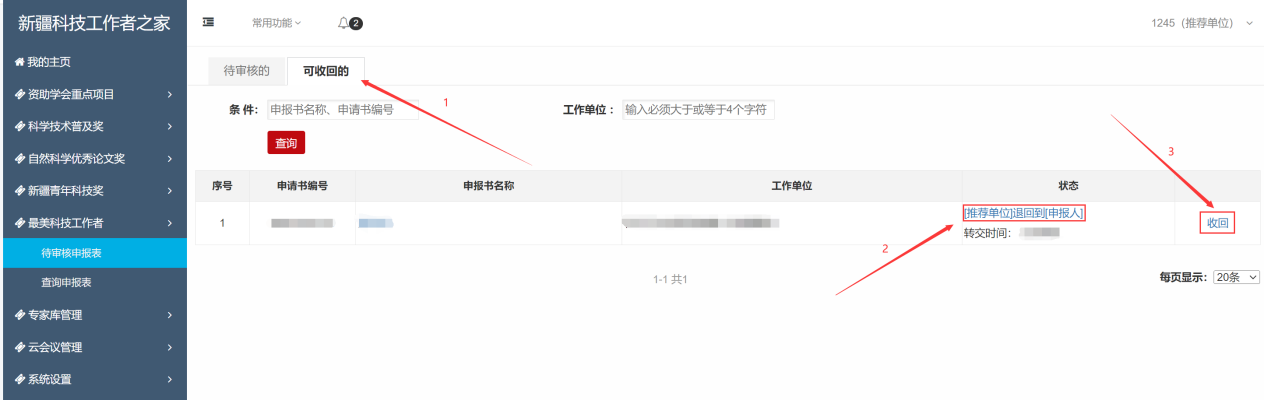 新疆科技工作者之家
常用功能
2
1245（推荐单位）
我的主页
资助学会重点项目
科学技术普及奖
自然科学优秀论文奖
新疆青年科技奖
最美科技工作者
待审核申报表
查询申报表
专家库管理
云会议管理
系统设置
待审核的 可收回的
1
条 件： 申报书名称、申请书编号 工作单位： 输入必须大于或等于4个字符
查询
3
序号 申请书编号 申报书名称 工作单位 状态
1 [推荐单位]退回到[申报人] 收回
转交时间：
2
1-1 共1
每页显示： 20条